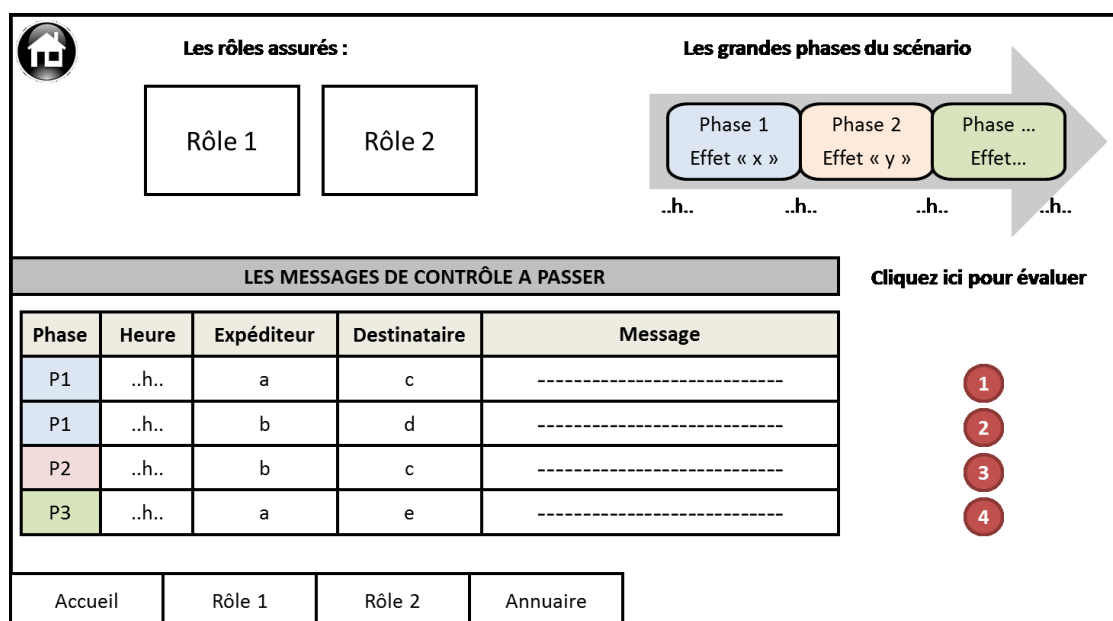 Les rôles assurés :
Les grandes phases du scénario
Rôle 1
Rôle 2
Phase 1
Effet « x »
Phase 2
Effet « y »
Phase ...
Effet...
..h.. ..h.. ..h.. ..h..
LES MESSAGES DE CONTRÔLE A PASSER
Cliquez ici pour évaluer
Phase Heure Expéditeur Destinataire Message
P1 ..h.. a c --------------------------- 1
P1 ..h.. b d --------------------------- 2
P2 ..h.. b c --------------------------- 3
P3 ..h.. a e --------------------------- 4
Accueil Rôle 1 Rôle 2 Annuaire